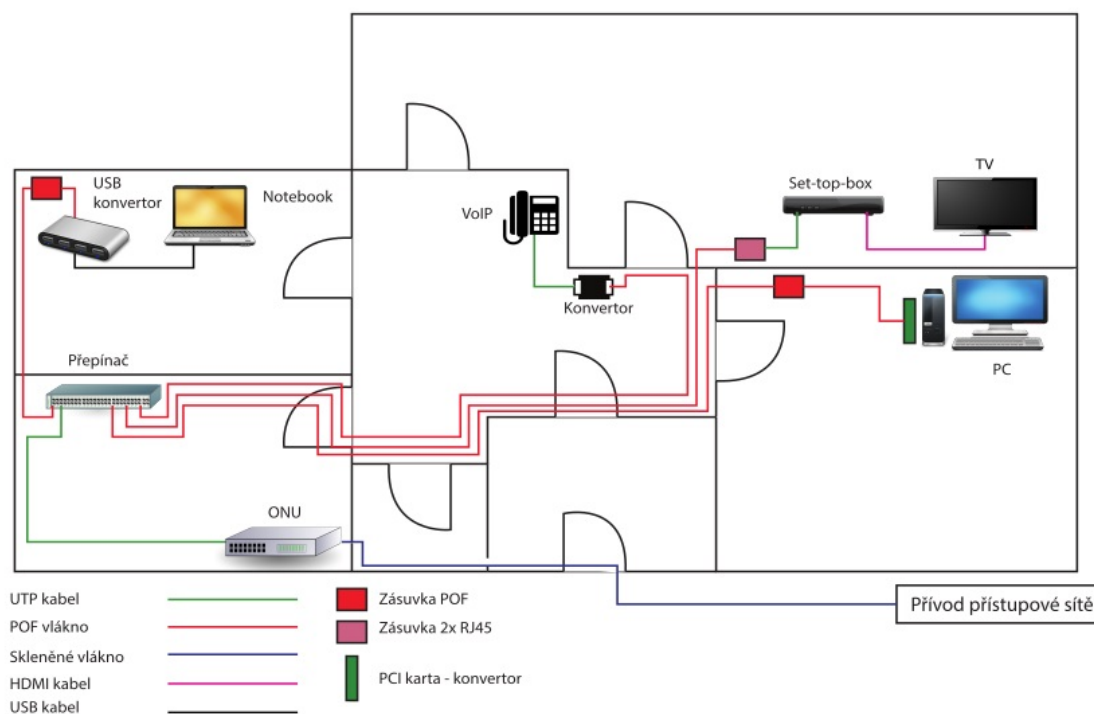 TV
USB
konvertor
Notebook
VoIP
Set-top-box
Konvertor
Přepínač
PC
ONU
UTP kabel
POF vlákno
Skleněné vlákno
HDMI kabel
USB kabel
Zásuvka POF
Zásuvka 2x RJ45
PCI karta - konvertor
Přívod přístupové sítě